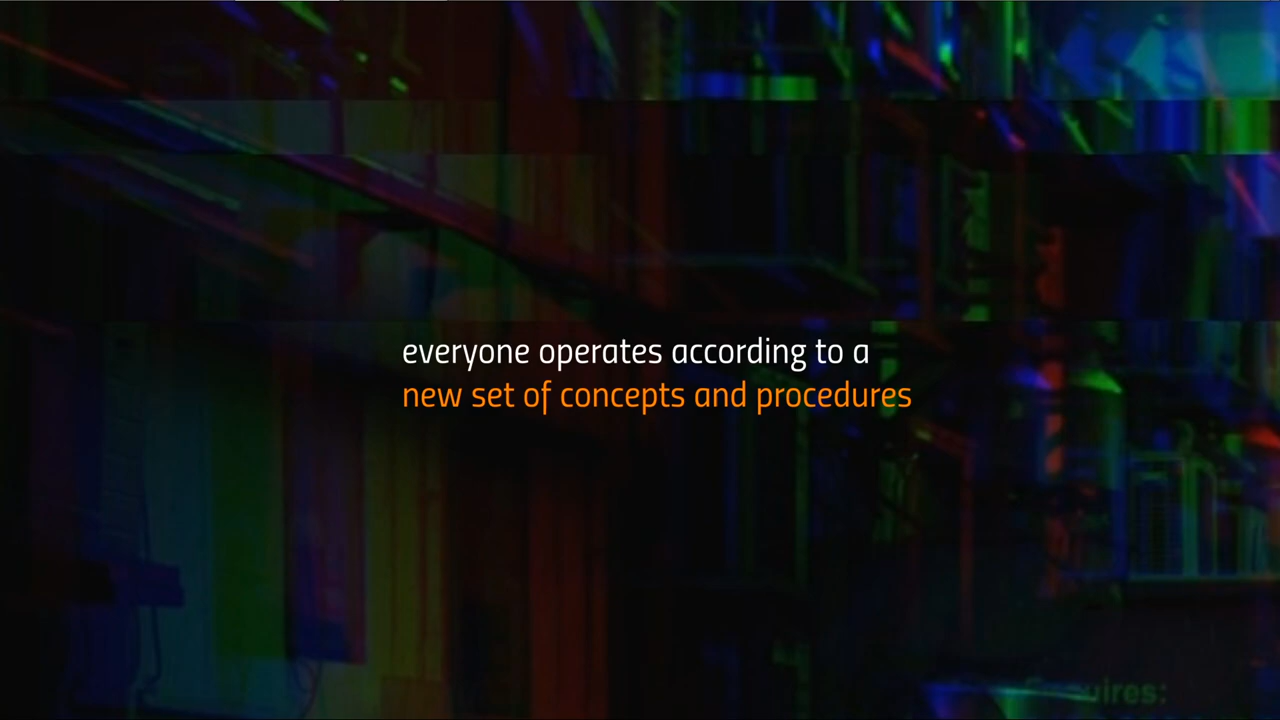 everyone operates according to a
new set of concepts and procedures